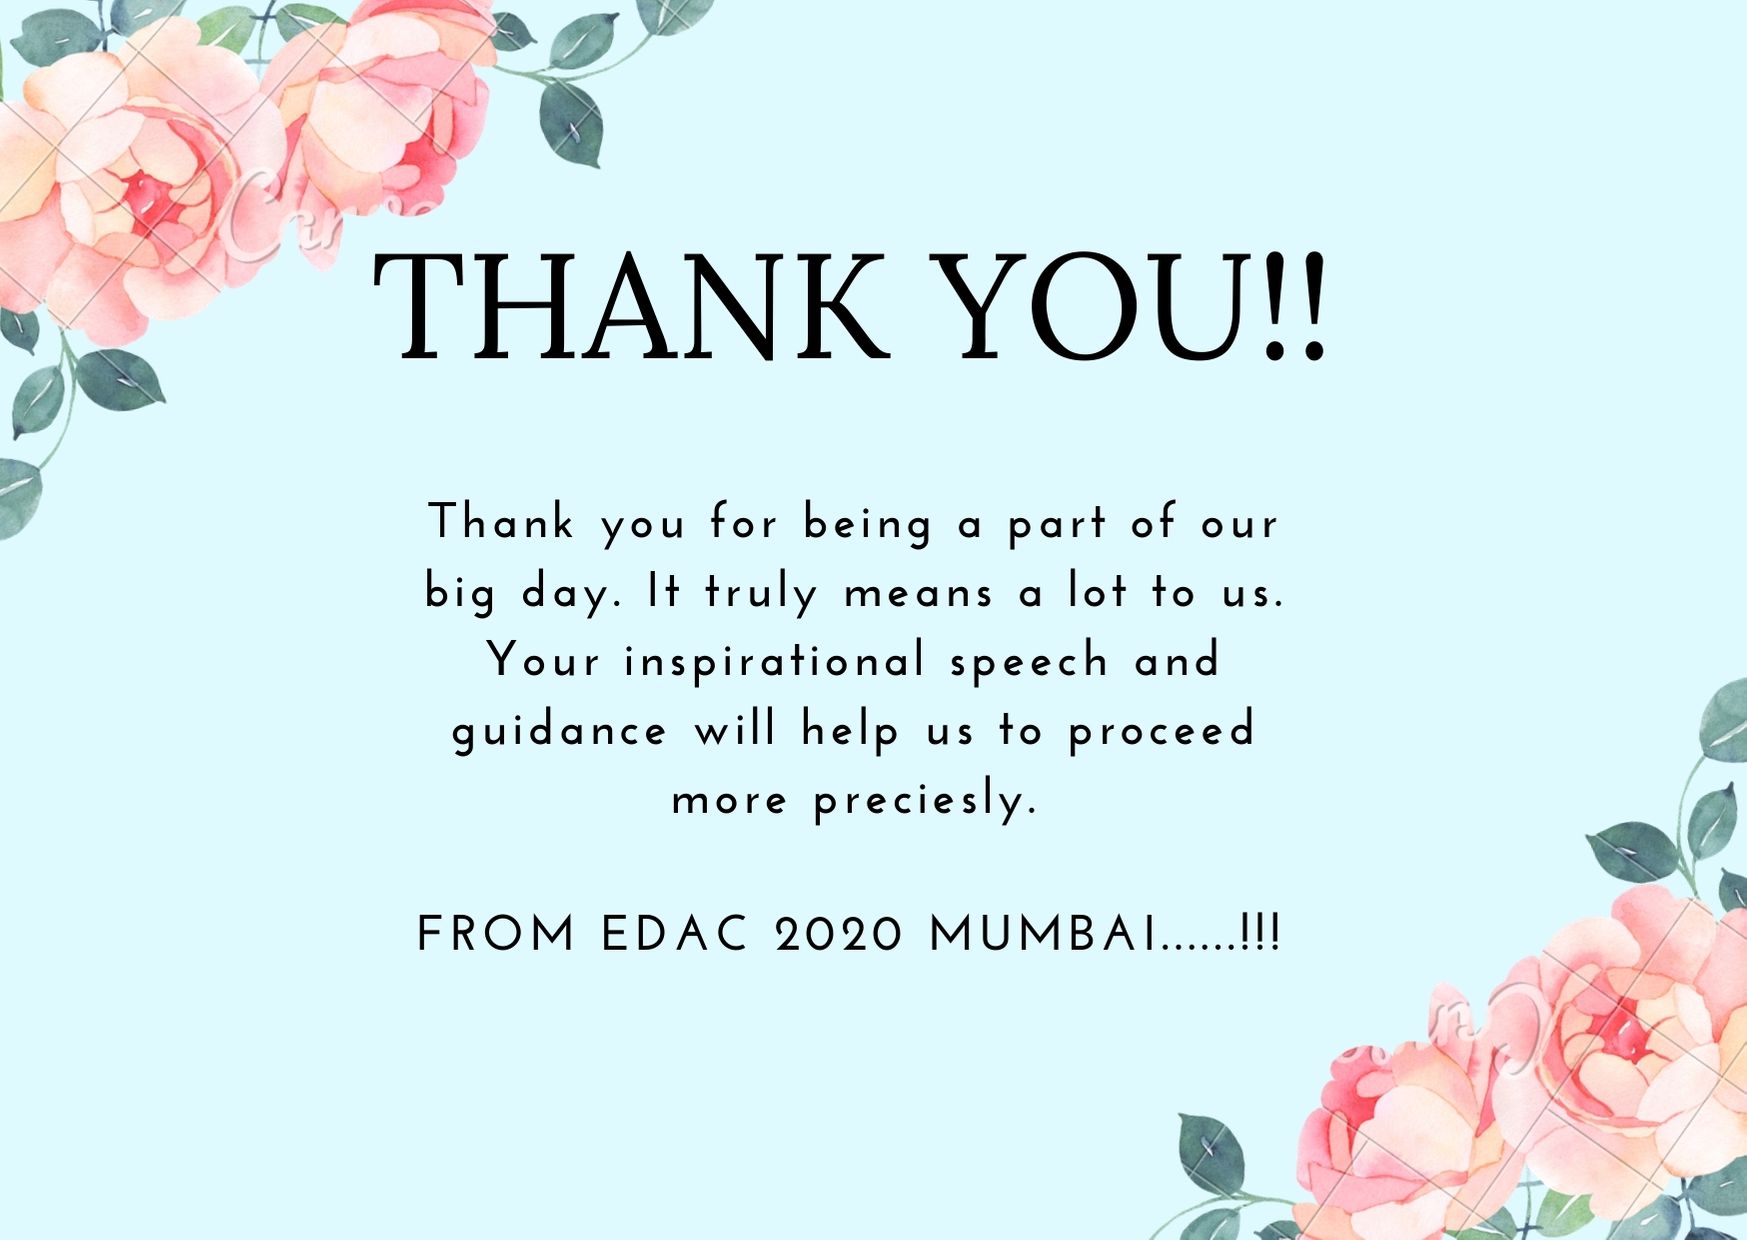 Canva
THANK YOU!!
Thank you for being a part of our
big day. It truly means a lot to us.
Your inspirational speech and
guidance will help us to proceed
more preciesly.
FROM EDAC 2020 MUMBAI......!!!